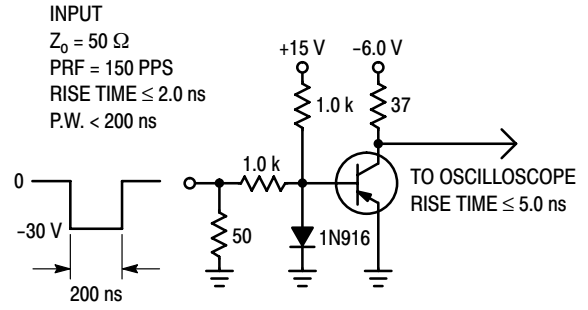 INPUT
Zo = 50 Ω
PRF = 150 PPS
RISE TIME ≤ 2.0 ns
P.W. < 200 ns
+15 V
−6.0 V
1.0 k
37
1.0 k
0
−30 V
200 ns
50
1N916
TO OSCILLOSCOPE
RISE TIME ≤ 5.0 ns